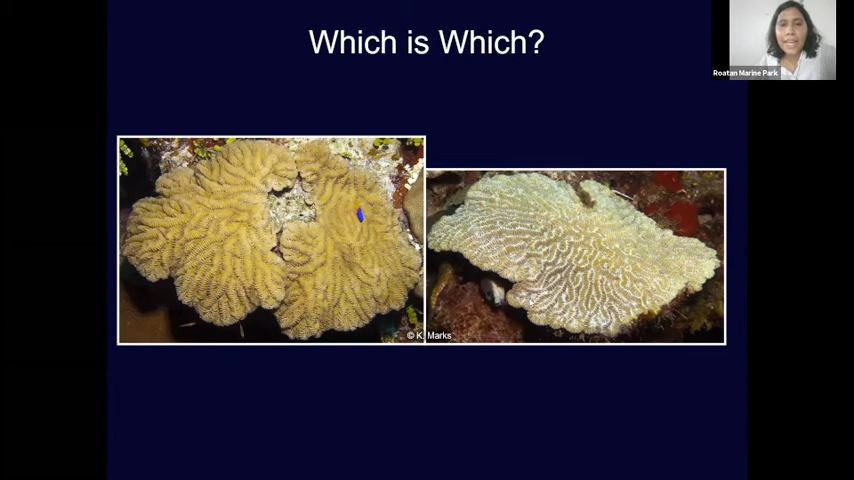 Which is Which?
Roatan Marine Park
© K. Marks